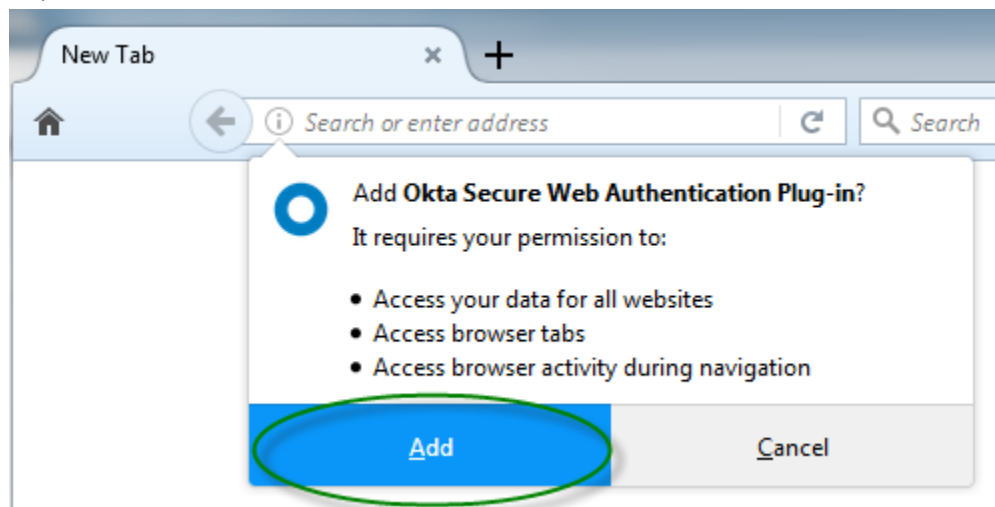 New Tab
Search or enter address
Search
Add Okta Secure Web Authentication Plug-in?
It requires your permission to:
• Access your data for all websites
• Access browser tabs
• Access browser activity during navigation
Add Cancel